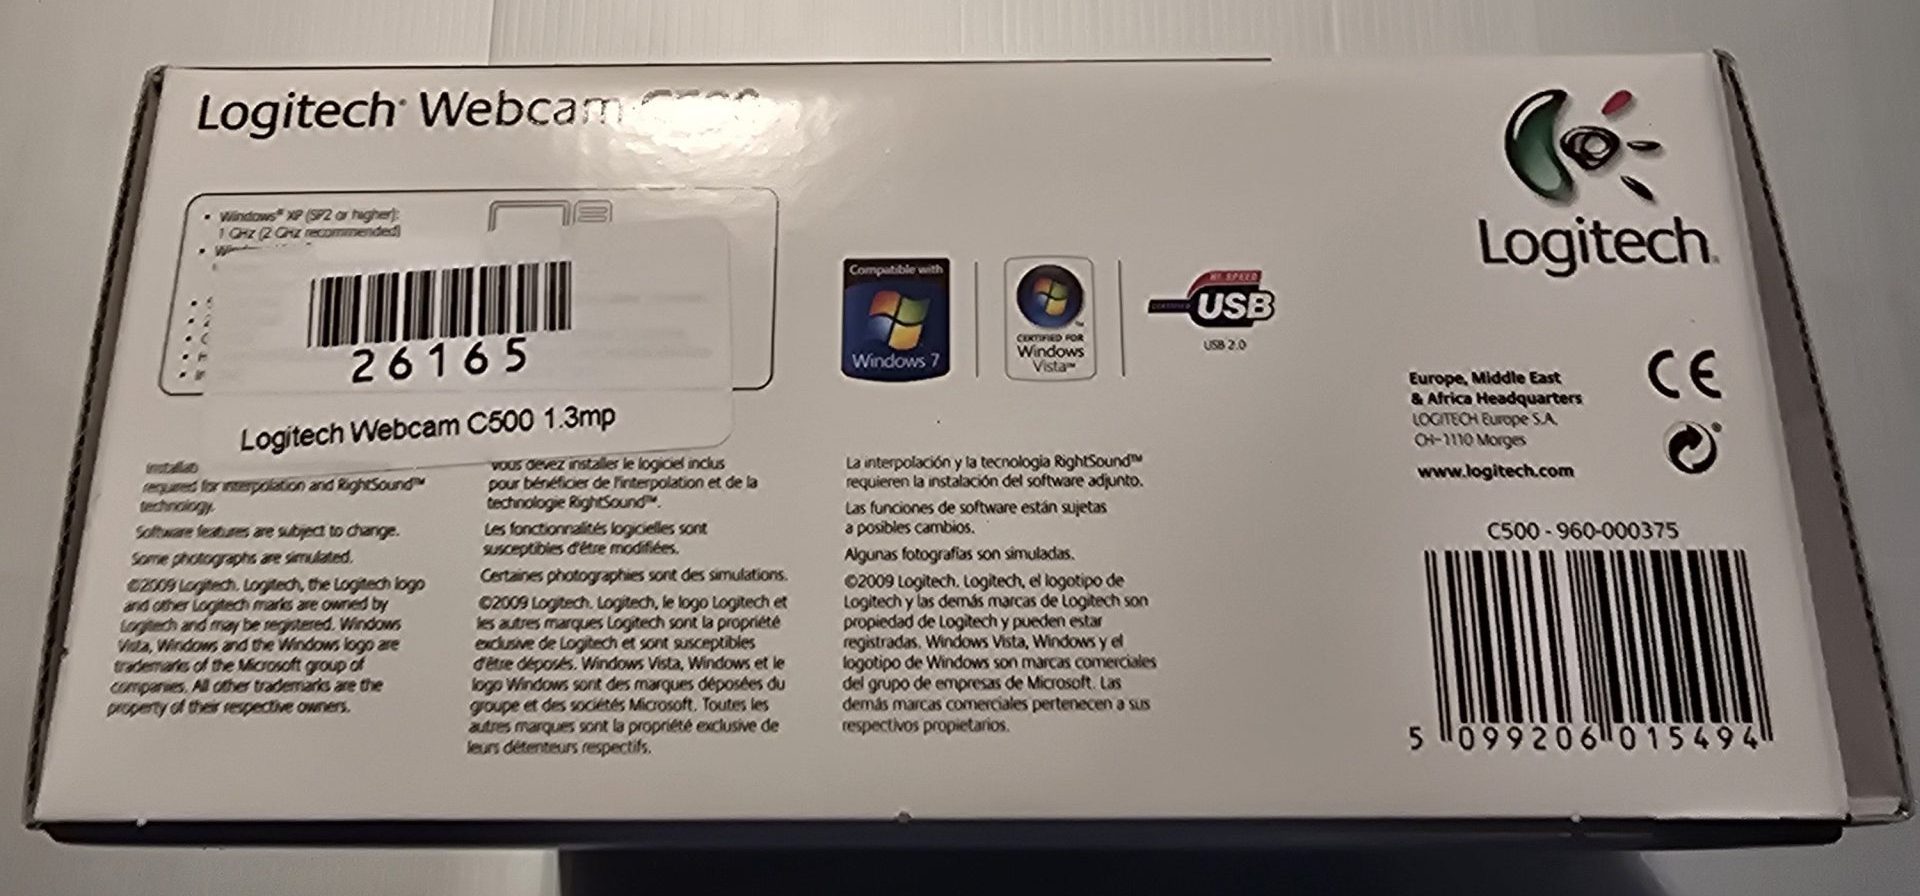 Logitech Webcam C500
• Windows® XP (SP2 or higher):
1 GHz (2 GHz recommended)
26165
Logitech Webcam C500 1.3mp
required for interpolation and RightSound™
technology.
Software features are subject to change.
Some photographs are simulated.
©2009 Logitech. Logitech, the Logitech logo
and other Logitech marks are owned by
Logitech and may be registered. Windows
Vista, Windows and the Windows logo are
trademarks of the Microsoft group of
companies. All other trademarks are the
property of their respective owners.
vous devez installer le logiciel inclus
pour bénéficier de l'interpolation et de la
technologie RightSound™.
Les fonctionnalités logicielles sont
susceptibles d'être modifiées.
Certaines photographies sont des simulations.
©2009 Logitech. Logitech, le logo Logitech et
les autres marques Logitech sont la propriété
exclusive de Logitech et sont susceptibles
d'être déposés. Windows Vista, Windows et le
logo Windows sont des marques déposées du
groupe et des sociétés Microsoft. Toutes les
autres marques sont la propriété exclusive de
leurs détenteurs respectifs.
Compatible with
Windows 7
CERTIFIED FOR
Windows
Vista™
HI-SPEED
CERTIFIED
USB
USB 2.0
La interpolación y la tecnología RightSound™
requieren la instalación del software adjunto.
Las funciones de software están sujetas
a posibles cambios.
Algunas fotografías son simuladas.
©2009 Logitech. Logitech, el logotipo de
Logitech y las demás marcas de Logitech son
propiedad de Logitech y pueden estar
registradas. Windows Vista, Windows y el
logotipo de Windows son marcas comerciales
del grupo de empresas de Microsoft. Las
demás marcas comerciales pertenecen a sus
respectivos propietarios.
Logitech
CE
Europe, Middle East
& Africa Headquarters
LOGITECH Europe S.A.
CH-1110 Morges
www.logitech.com
C500 - 960-000375
5 099206 015494